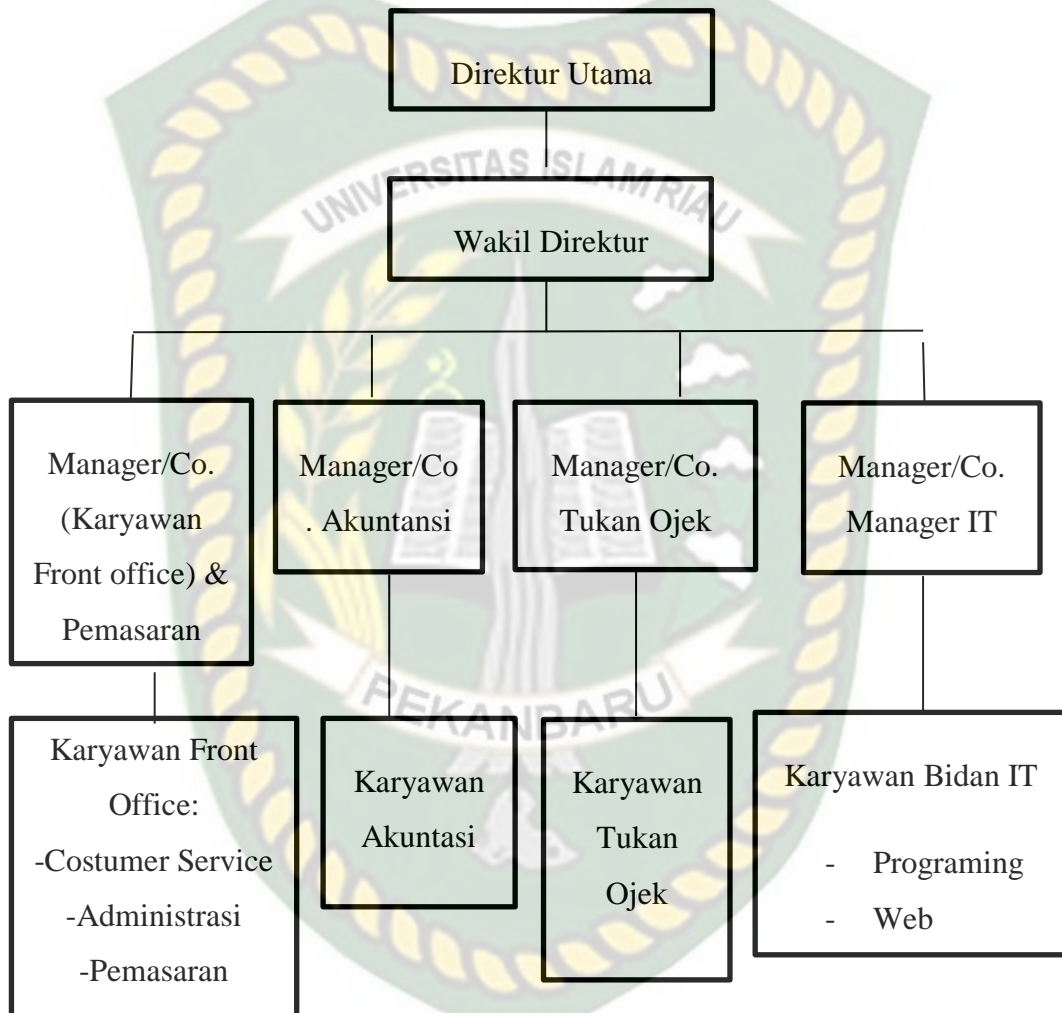 Direktur Utama
UNIVERSITAS ISLAM RIAU
Wakil Direktur
Manager/Co.
(Karyawan
Front office) &
Pemasaran
Manager/Co
. Akuntansi
Manager/Co.
Tukan Ojek
Manager/Co.
Manager IT
PEKANBARU
Karyawan Front
Office:
-Costumer Service
-Administrasi
-Pemasaran
Karyawan
Akuntasi
Karyawan
Tukan
Ojek
Karyawan Bidan IT
- Programing
- Web